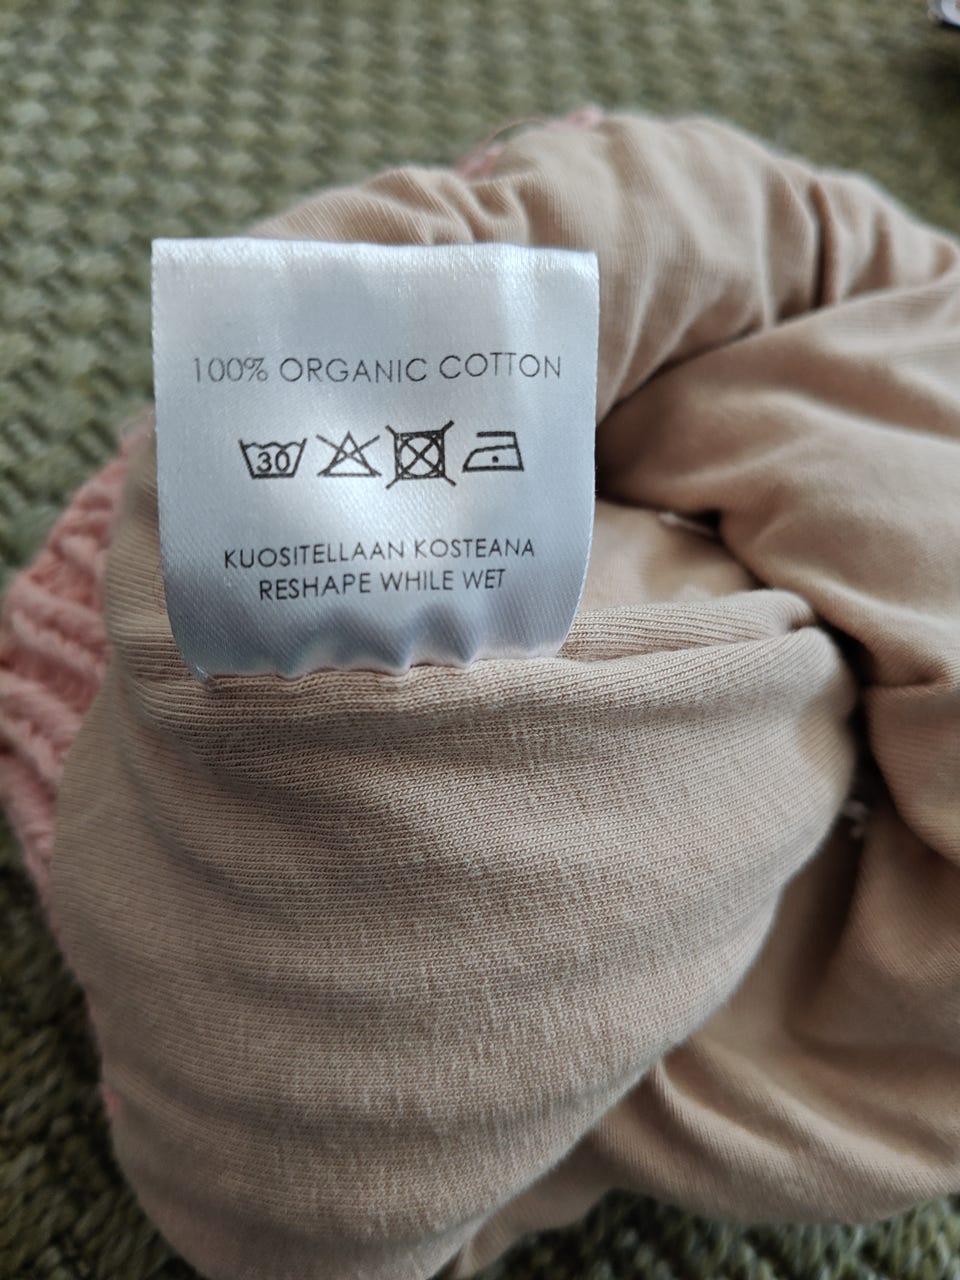 100% ORGANIC COTTON
30
KUOSITELLAAN KOSTEANA
RESHAPE WHILE WET